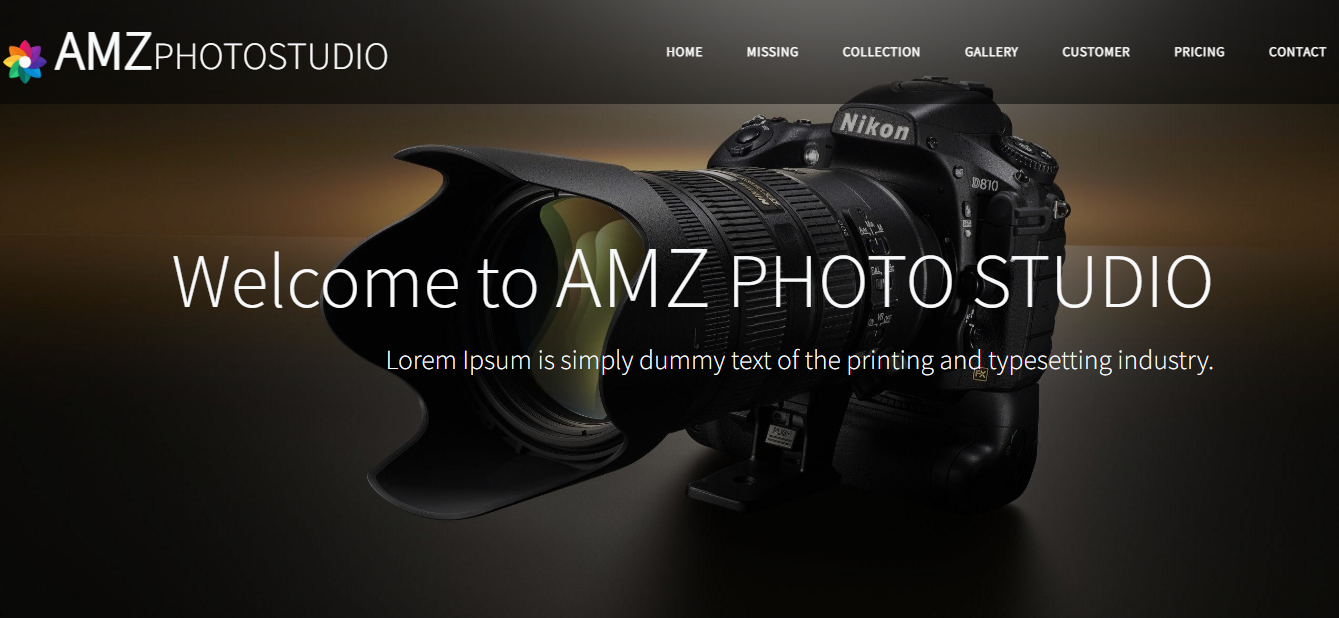 AMZPHOTOSTUDIO
HOME MISSING COLLECTION GALLERY CUSTOMER PRICING CONTACT
Nikon
D810
Welcome to AMZ PHOTO STUDIO
Lorem Ipsum is simply dummy text of the printing and typesetting industry.
FX
PUSH